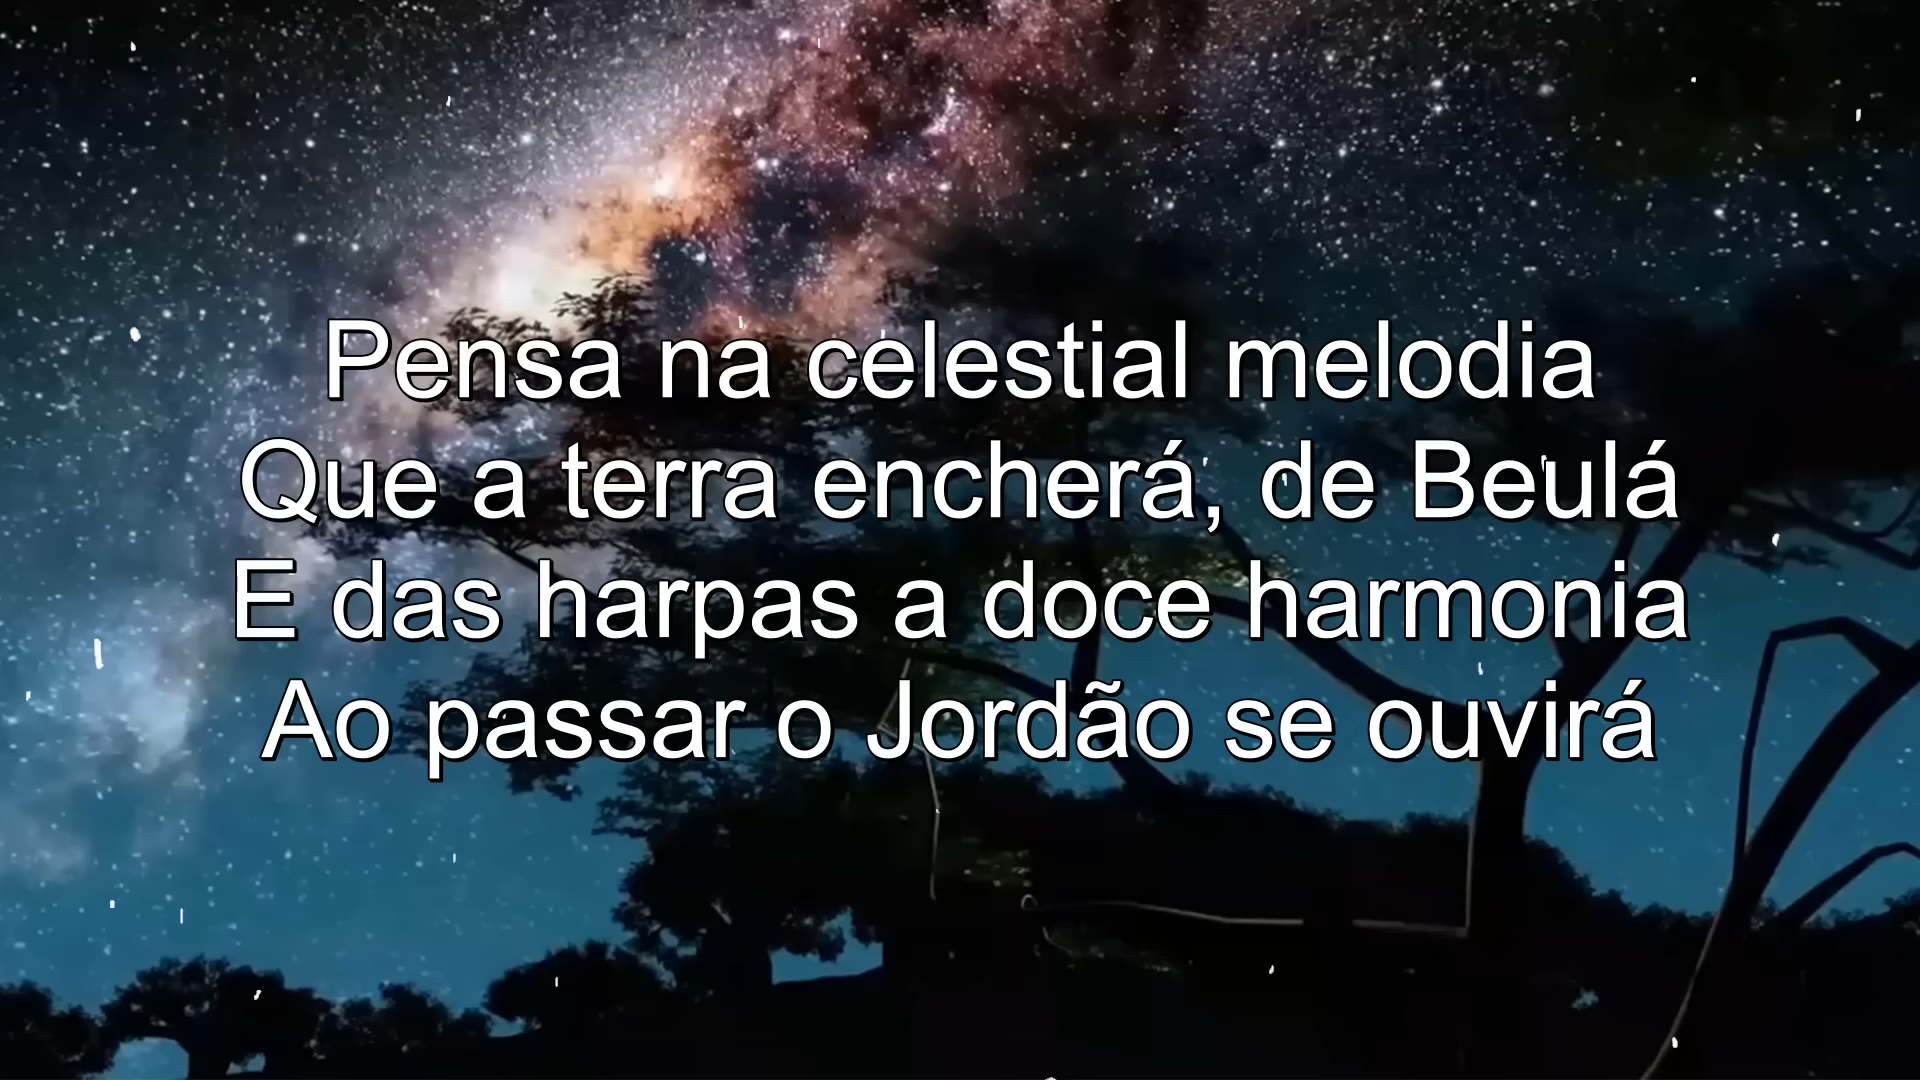 Pensa na celestial melodia
Que a terra encherá, de Beulá
E das harpas a doce harmonia
Ao passar o Jordão se ouvirá